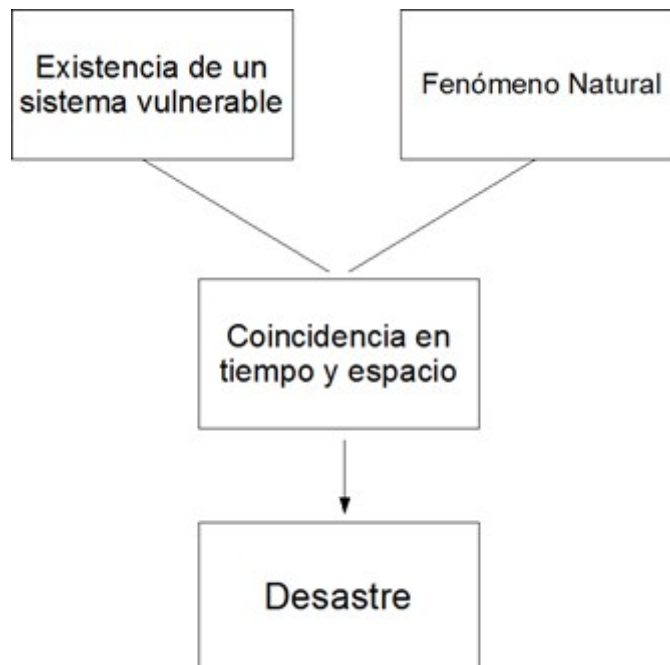 Existencia de un
sistema vulnerable
Fenómeno Natural
Coincidencia en
tiempo y espacio
Desastre